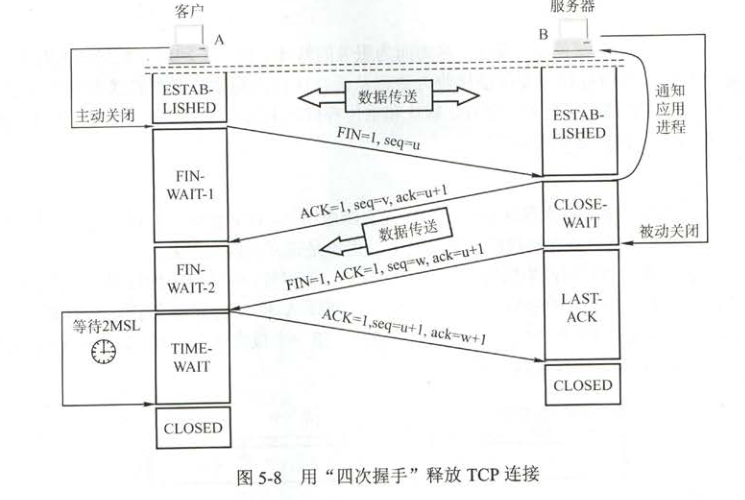 客户
服务器
A
B
ESTAB-
LISHED
数据传送
ESTAB-
LISHED
通知
应用
进程
主动关闭
FIN=1, seq=u
FIN-
WAIT-1
ACK=1, seq=v, ack=u+1
CLOSE-
WAIT
数据传送
被动关闭
FIN-
WAIT-2
FIN=1, ACK=1, seq=w, ack=u+1
LAST-
ACK
等待2MSL
ACK=1,seq=u+1, ack=w+1
TIME-
WAIT
CLOSED
CLOSED
图 5-8 用“四次握手”释放 TCP 连接